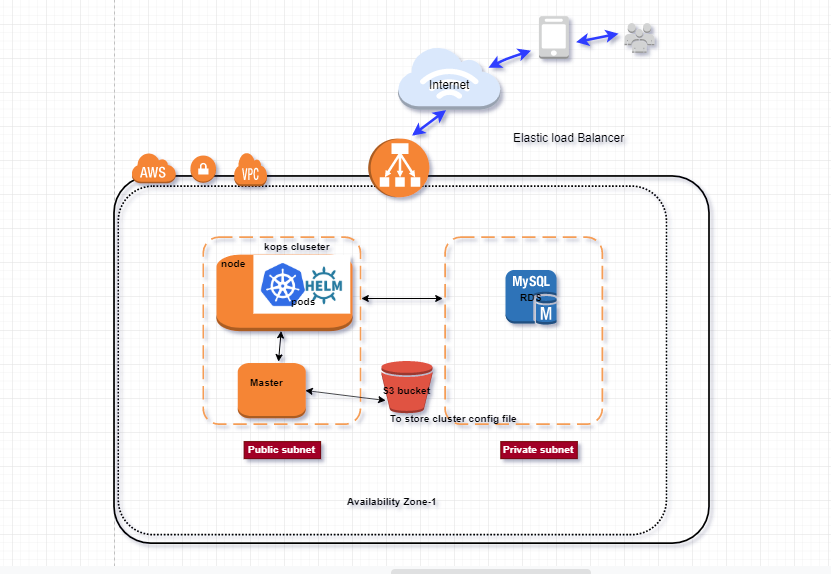 Internet
Elastic load Balancer
AWS
VPC
kops cluseter
node
HELM
pods
MySQL
RDS
M
Master
S3 bucket
To store cluster config file
Public subnet
Private subnet
Availability Zone-1